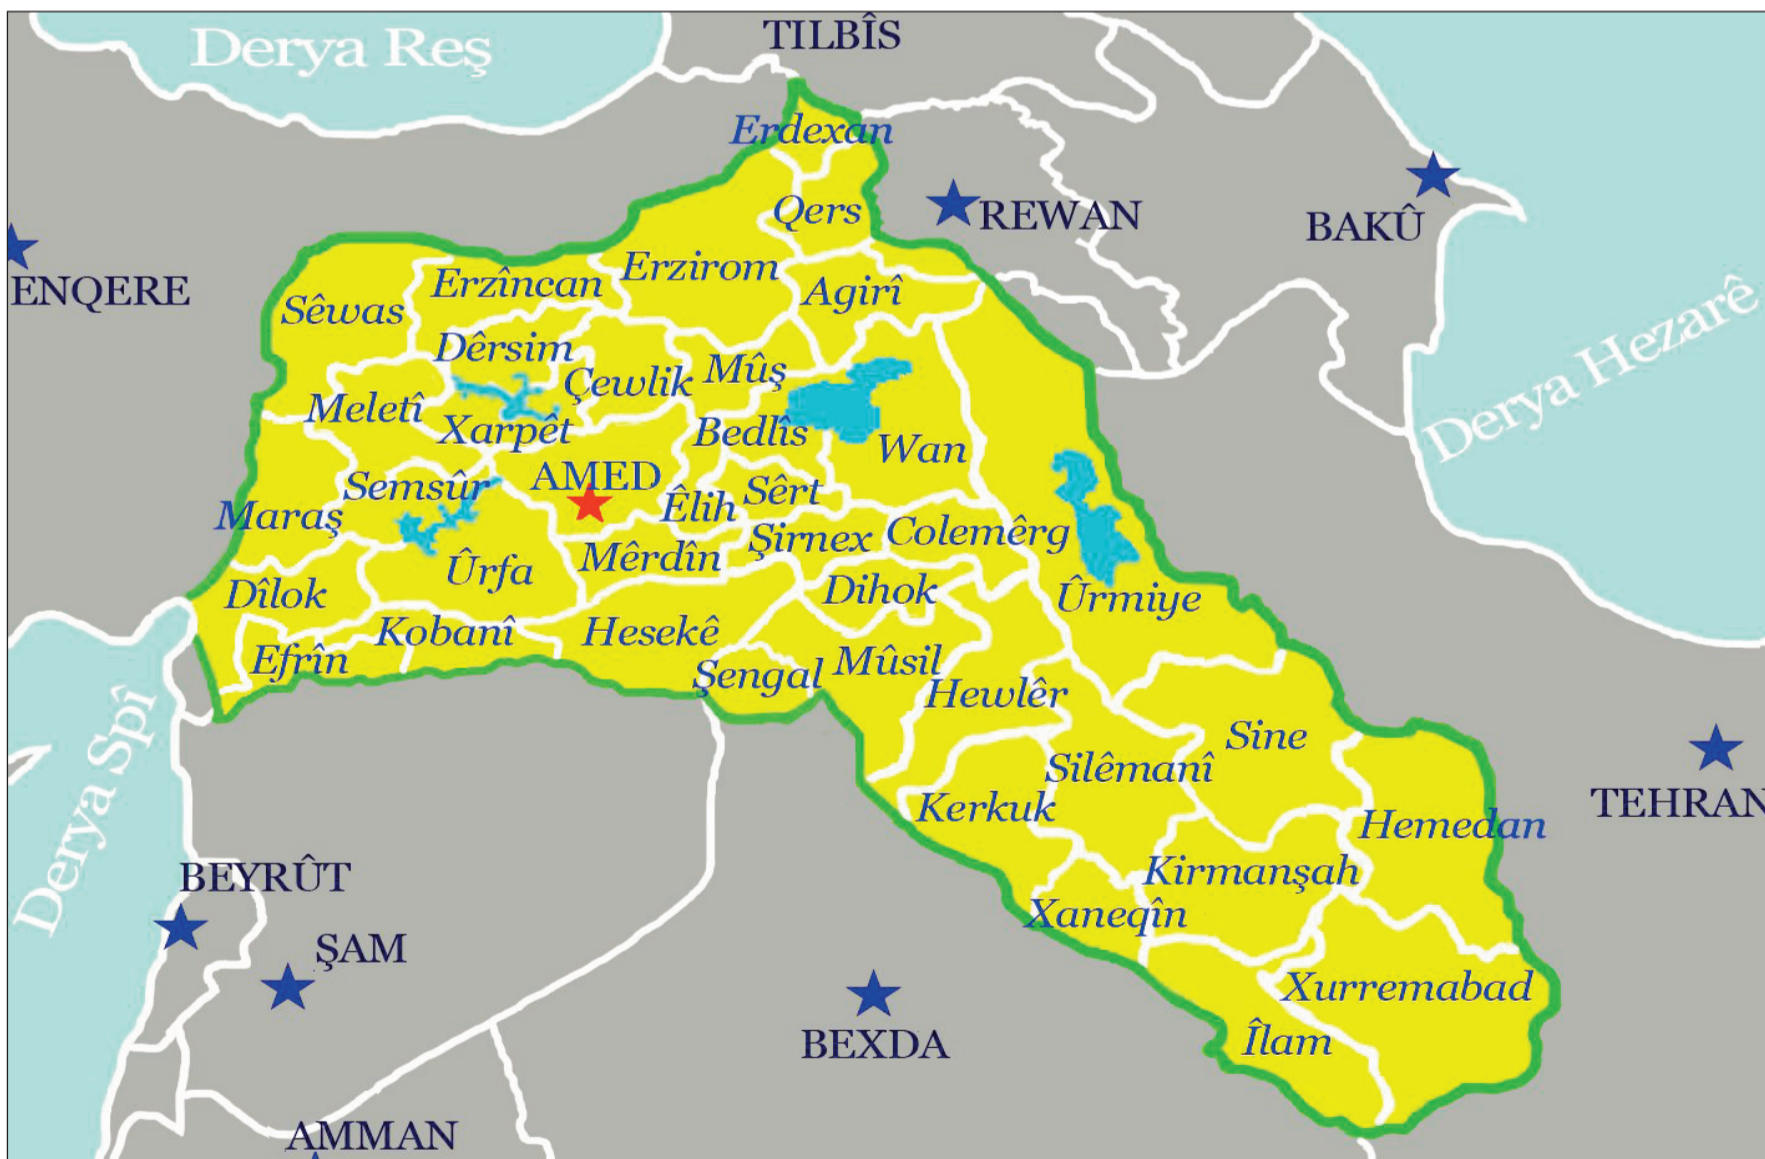 TILBÎS
Derya Reş
Erdexan
REWAN
BAKÛ
Qers
ENQERE
Erzirom
Erzîncan
Agirî
Sêwas
Derya Hezarê
Dêrsim
Mûş
Çewlik
Meletî
Xarpêt
Bedlîs
Wan
AMED
Semsûr
Sêrt
Êlih
Maraş
Colemêrg
Şirnex
Mêrdîn
Ûrfa
Dihok
Dîlok
Ûrmiye
Kobanî
Hesekê
Efrîn
Mûsil
Şengal
Hewlêr
Derya Spî
Sine
Silêmanî
TEHRAN
Kerkuk
Hemedan
Kirmanşah
BEYRÛT
Xaneqîn
ŞAM
Xurremabad
BEXDA
Îlam
AMMAN